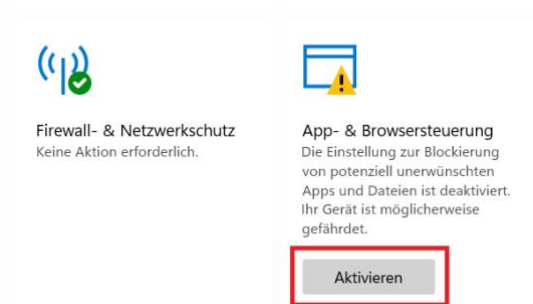 Firewall- & Netzwerkschutz
Keine Aktion erforderlich.
App- & Browsersteuerung
Die Einstellung zur Blockierung
von potenziell unerwünschten
Apps und Dateien ist deaktiviert.
Ihr Gerät ist möglicherweise
gefährdet.
Aktivieren